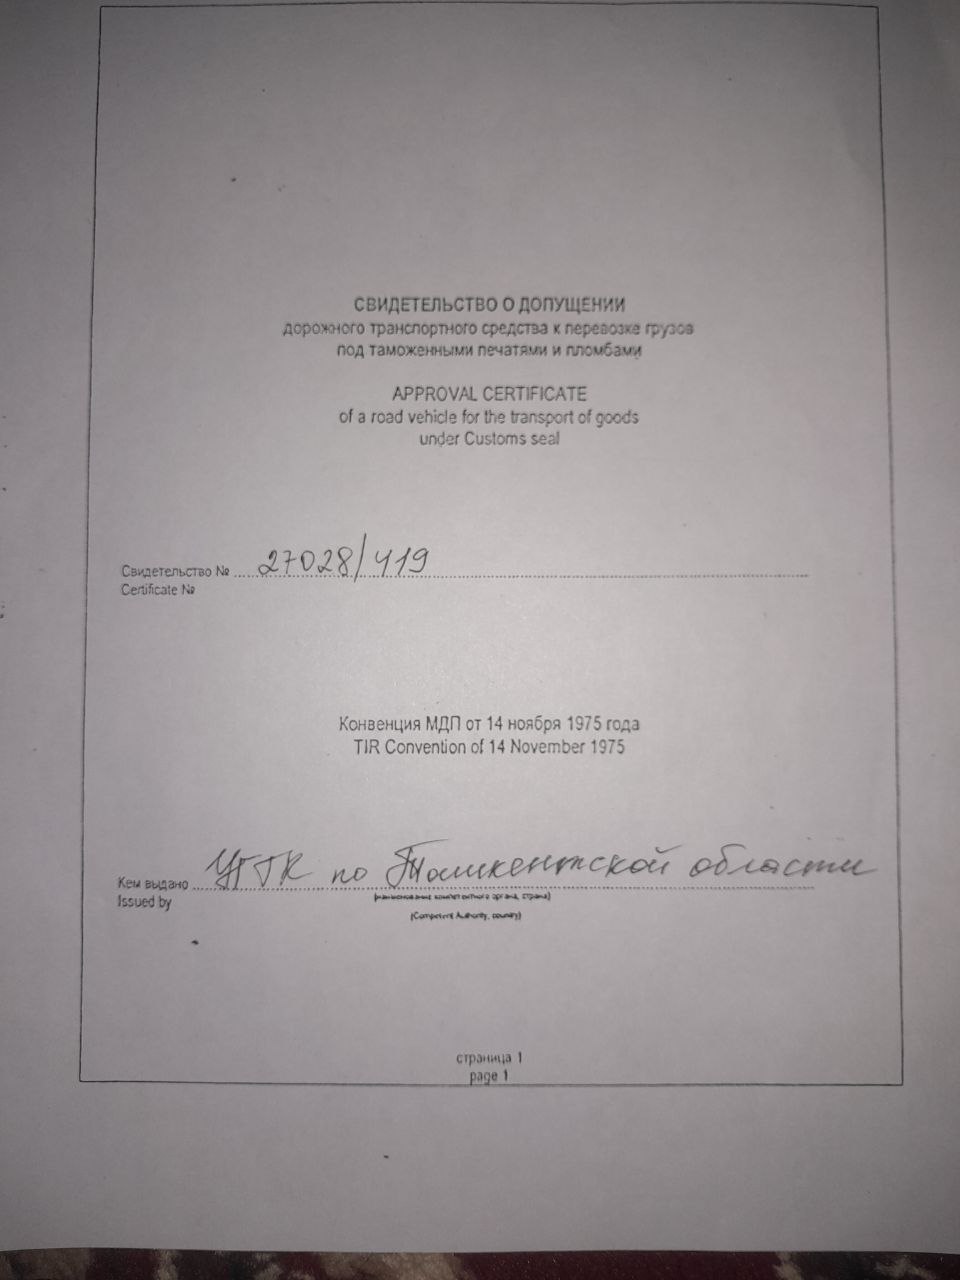 СВИДЕТЕЛЬСТВО О ДОПУЩЕНИИ
дорожного транспортного средства к перевозке грузов
под таможенными печатями и пломбами
APPROVAL CERTIFICATE
of a road vehicle for the transport of goods
under Customs seal
Свидетельство № 27028/419
Certificate №
Конвенция МДП от 14 ноября 1975 года
TIR Convention of 14 November 1975
Кем выдано УГТК по Ташкентской области
Issued by
(наименование компетентного органа, страна)
(Competent Authority, country)
страница 1
page 1